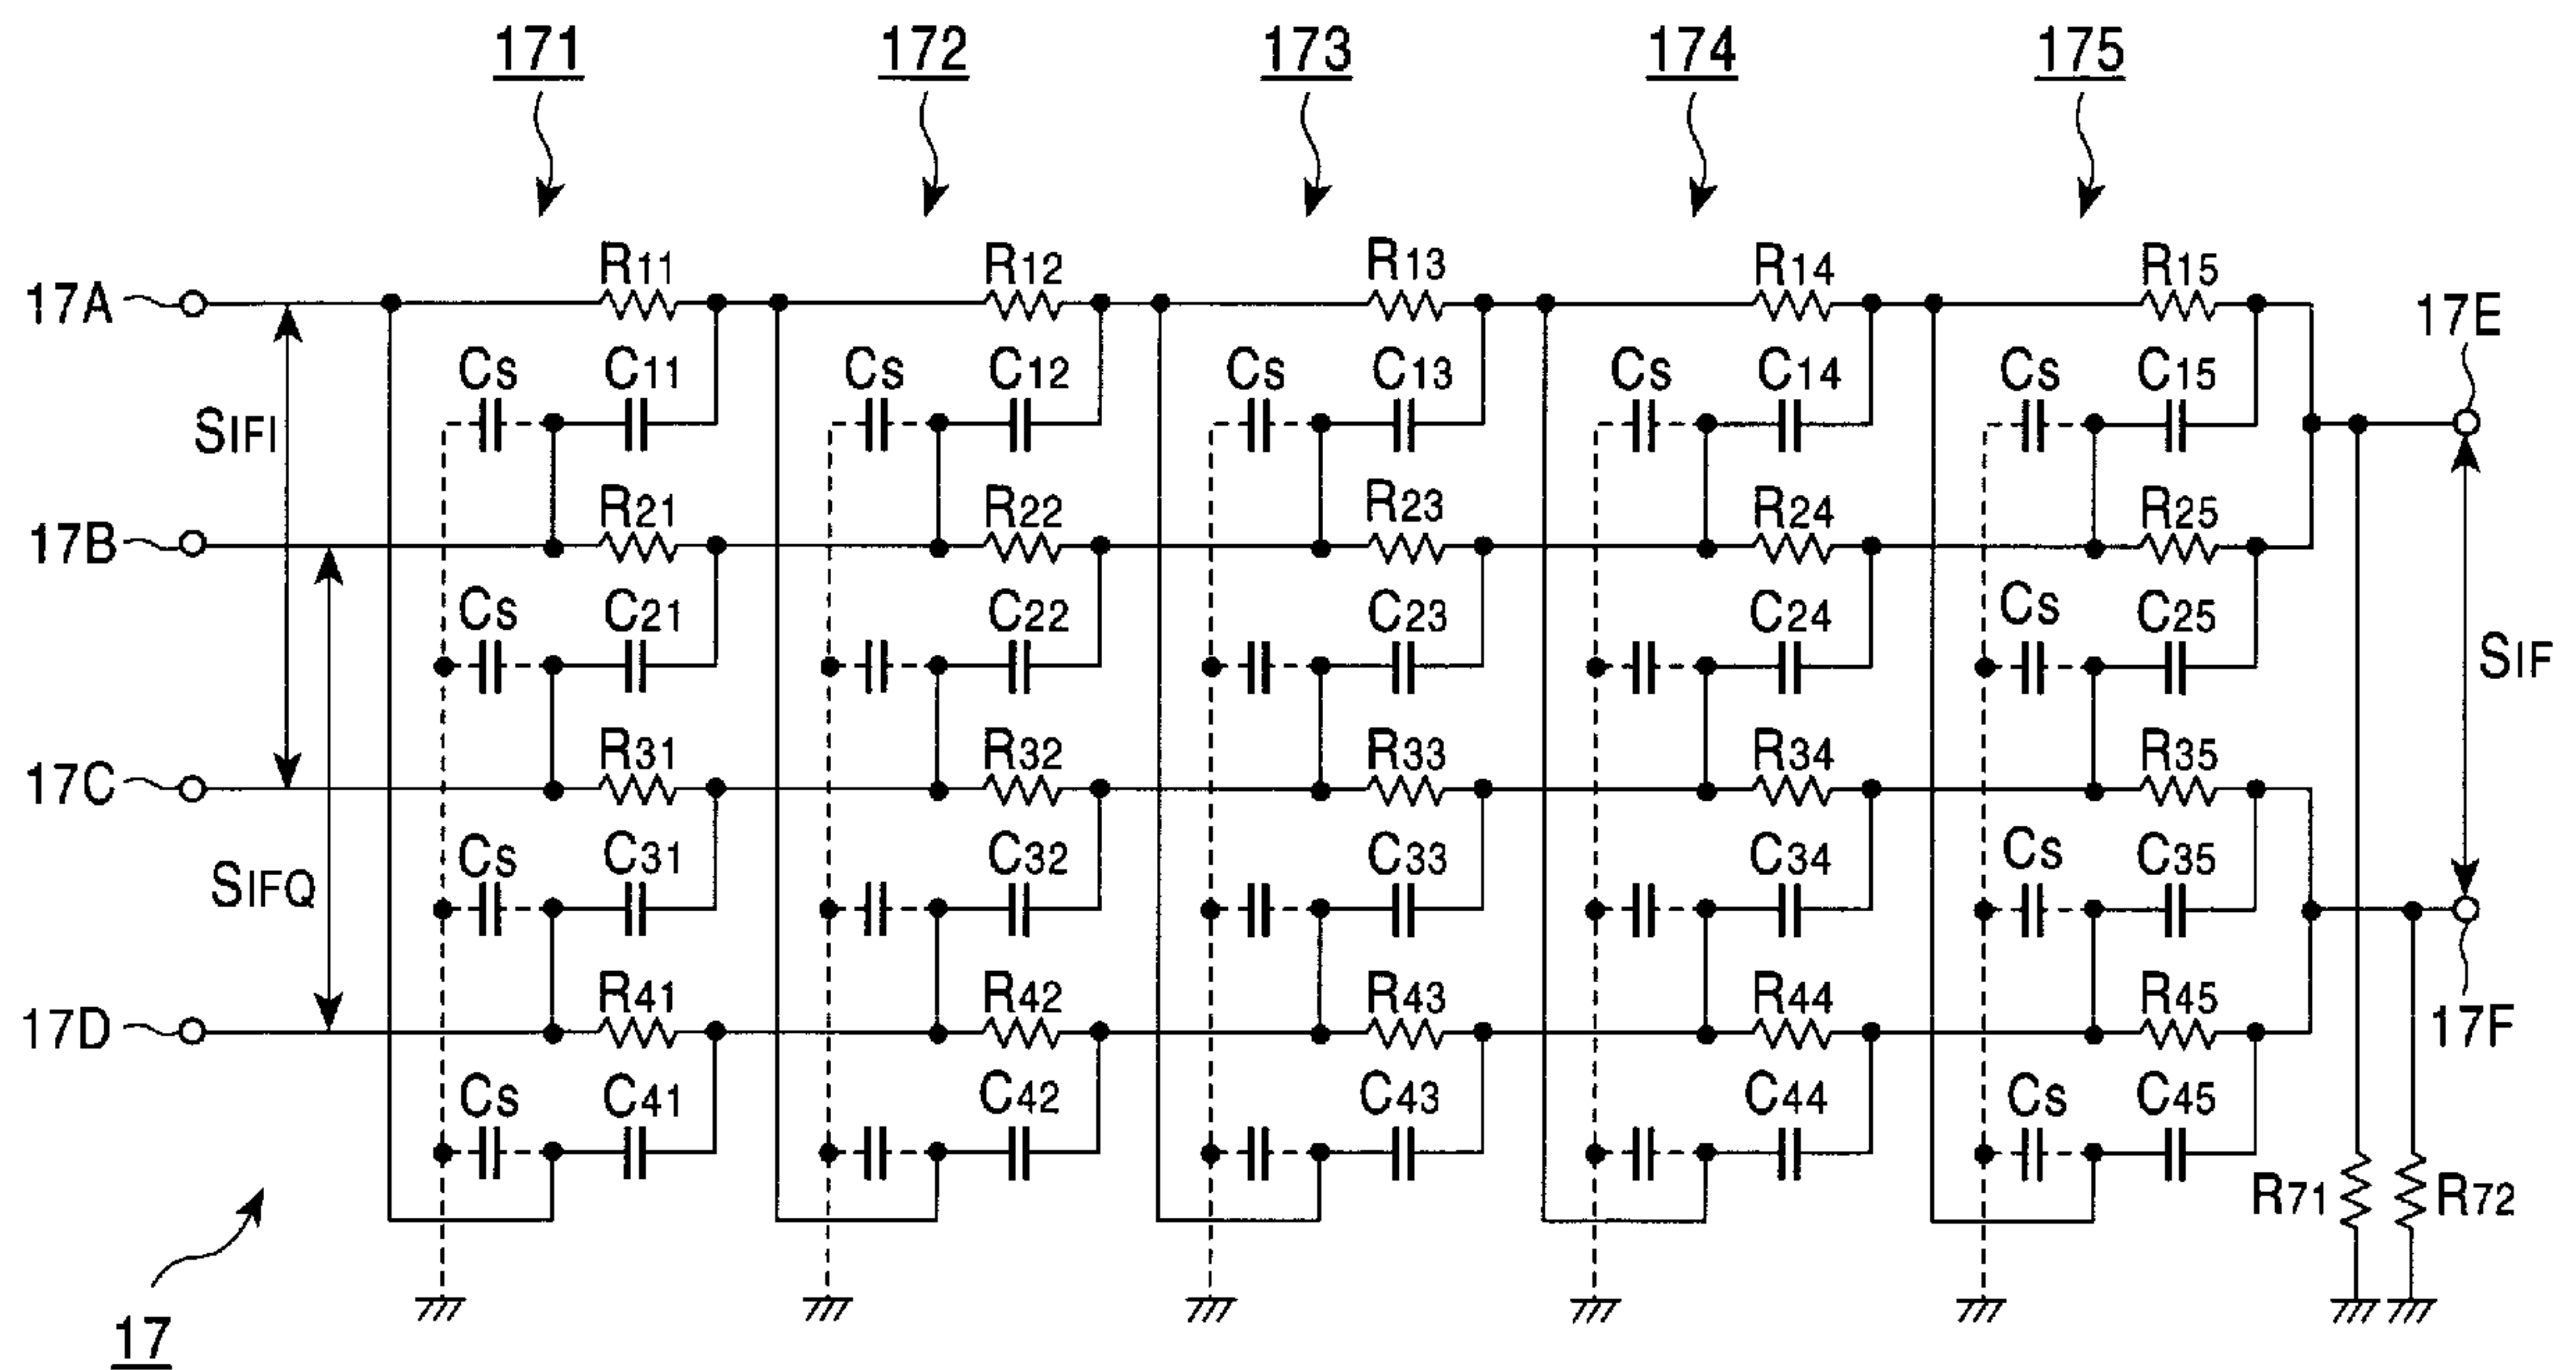 171 172 173 174 175
R11 R12 R13 R14 R15
17A 17E
Cs C11 Cs C12 Cs C13 Cs C14 Cs C15
SIFI
R21 R22 R23 R24 R25
17B
Cs C21 C22 C23 C24 Cs C25
SIF
R31 R32 R33 R34 R35
17C
Cs C31 C32 C33 C34 Cs C35
SIFQ
R41 R42 R43 R44 R45
17D 17F
Cs C41 C42 C43 C44 Cs C45
R71 R72
17